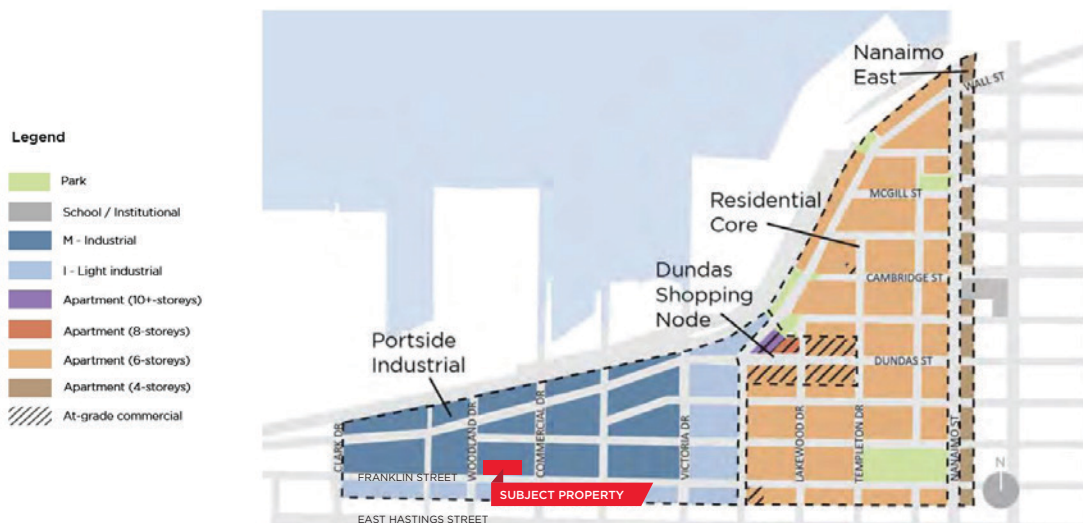 Legend
Park
School / Institutional
M - Industrial
I - Light industrial
Apartment (10+-storeys)
Apartment (8-storeys)
Apartment (6-storeys)
Apartment (4-storeys)
At-grade commercial
Nanaimo
East
WALL ST
Residential
Core
MCGILL ST
CAMBRIDGE ST
Dundas
Shopping
Node
DUNDAS ST
Portside
Industrial
CLARK DR
WOODLAND DR
COMMERCIAL DR
VICTORIA DR
LAKEWOOD DR
TEMPLETON DR
NANAIMO ST
N
FRANKLIN STREET
SUBJECT PROPERTY
EAST HASTINGS STREET